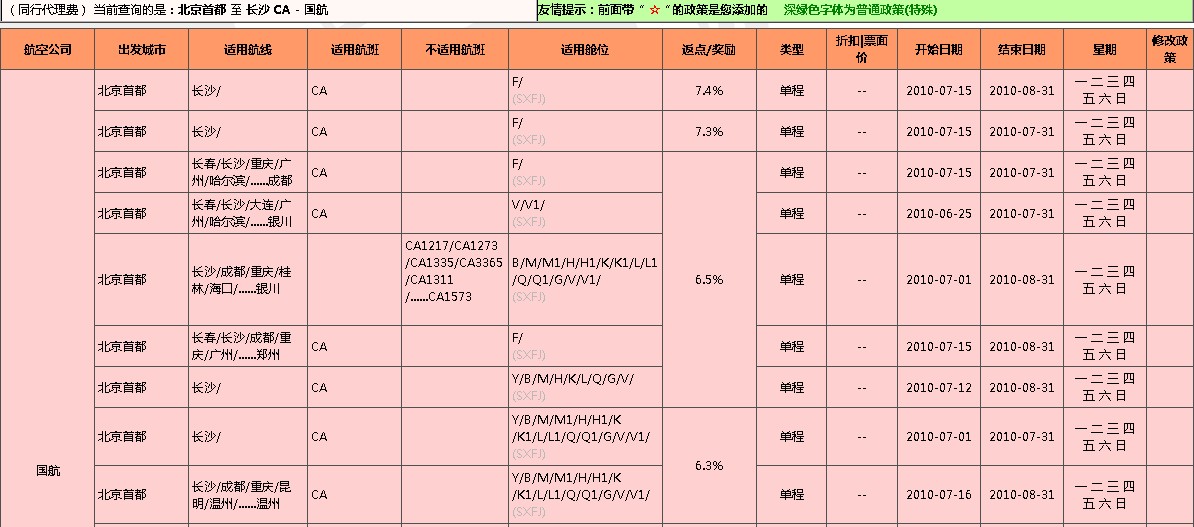 （同行代理费）当前查询的是：北京首都 至 长沙 CA - 国航
友情提示：前面带“ ☆ ”的政策是您添加的 深绿色字体为普通政策(特殊)
航空公司 出发城市 适用航线 适用航班 不适用航班 适用舱位 返点/奖励 类型 折扣|票面价 开始日期 结束日期 星期 修改政策
国航
北京首都 长沙/ CA F/ 7.4% 单程 -- 2010-07-15 2010-08-31 一 二 三 四
(SXFJ) 五 六 日
北京首都 长沙/ CA F/ 7.3% 单程 -- 2010-07-15 2010-07-31 一 二 三 四
(SXFJ) 五 六 日
北京首都 长春/长沙/重庆/广 CA F/ 单程 -- 2010-07-15 2010-08-31 一 二 三 四
州/哈尔滨/......成都 (SXFJ) 五 六 日
北京首都 长春/长沙/大连/广 CA V/V1/ 单程 -- 2010-06-25 2010-07-31 一 二 三 四
州/哈尔滨/......银川 (SXFJ) 五 六 日
CA1217/CA1273
/CA1335/CA3365
/CA1311
/......CA1573
北京首都 长沙/成都/重庆/桂 B/M/M1/H/H1/K/K1/L/L1 6.5% 单程 -- 2010-07-01 2010-08-31 一 二 三 四
林/海口/......银川 /Q/Q1/G/V/V1/ 五 六 日
(SXFJ)
北京首都 长春/长沙/成都/重 CA F/ 单程 -- 2010-07-15 2010-08-31 一 二 三 四
庆/广州/......郑州 (SXFJ) 五 六 日
北京首都 长沙/ CA Y/B/M/H/K/L/Q/G/V/ 单程 -- 2010-07-12 2010-08-31 一 二 三 四
(SXFJ) 五 六 日
北京首都 长沙/ CA Y/B/M/M1/H/H1/K 6.3% 单程 -- 2010-07-01 2010-07-31 一 二 三 四
/K1/L/L1/Q/Q1/G/V/V1/ 五 六 日
(SXFJ)
北京首都 长沙/成都/重庆/昆 CA Y/B/M/M1/H/H1/K 单程 -- 2010-07-16 2010-08-31 一 二 三 四
明/温州/......温州 /K1/L/L1/Q/Q1/G/V/V1/ 五 六 日
(SXFJ)